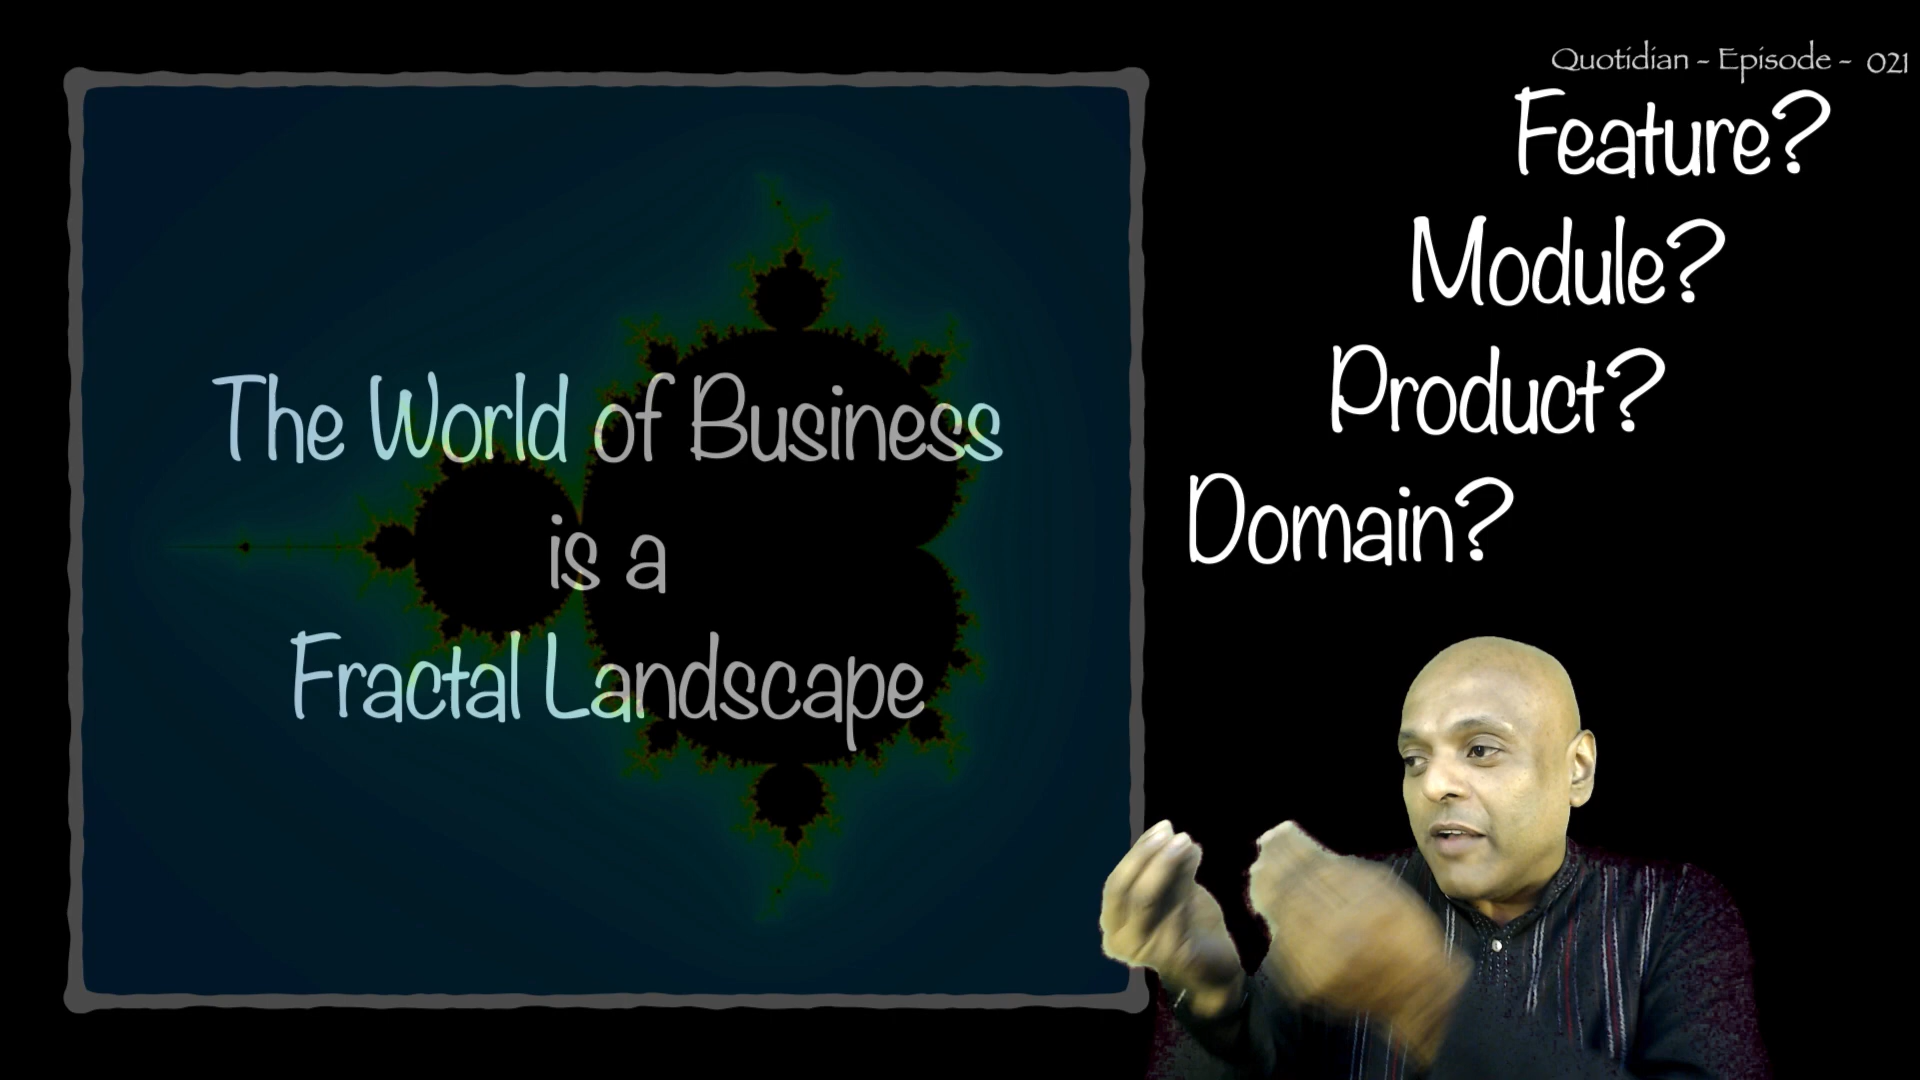 Quotidian - Episode - 021
Feature?
Module?
Product?
Domain?
The World of Business
is a
Fractal Landscape